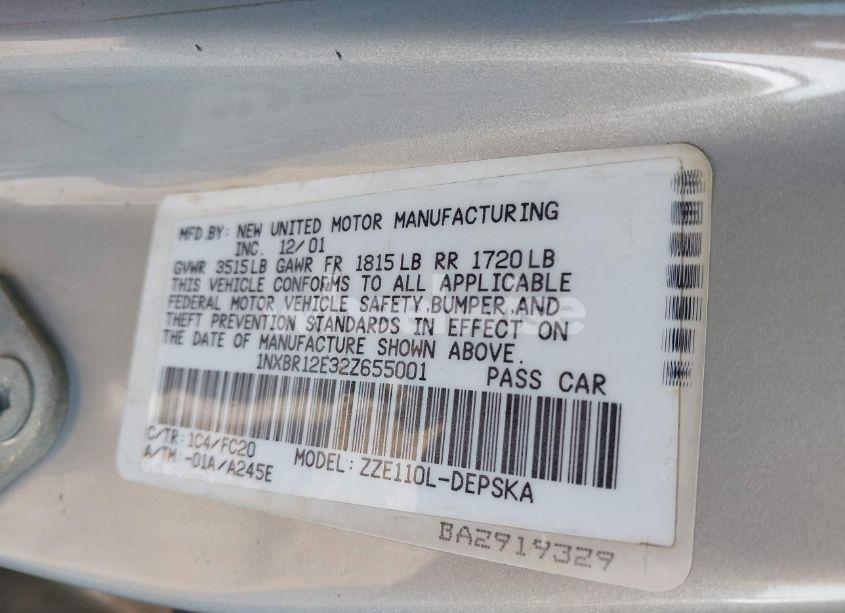 MFD.BY: NEW UNITED MOTOR MANUFACTURING
INC. 12/01
GVWR 3515LB GAWR FR 1815LB RR 1720LB
THIS VEHICLE CONFORMS TO ALL APPLICABLE
FEDERAL MOTOR VEHICLE SAFETY,BUMPER,AND
THEFT PREVENTION STANDARDS IN EFFECT ON
THE DATE OF MANUFACTURE SHOWN ABOVE.
1NXBR12E32Z655001 PASS CAR
C/TR: 1C4/FC20
A/TM: -01A/A245E MODEL: ZZE110L-DEPSKA
BA2919329